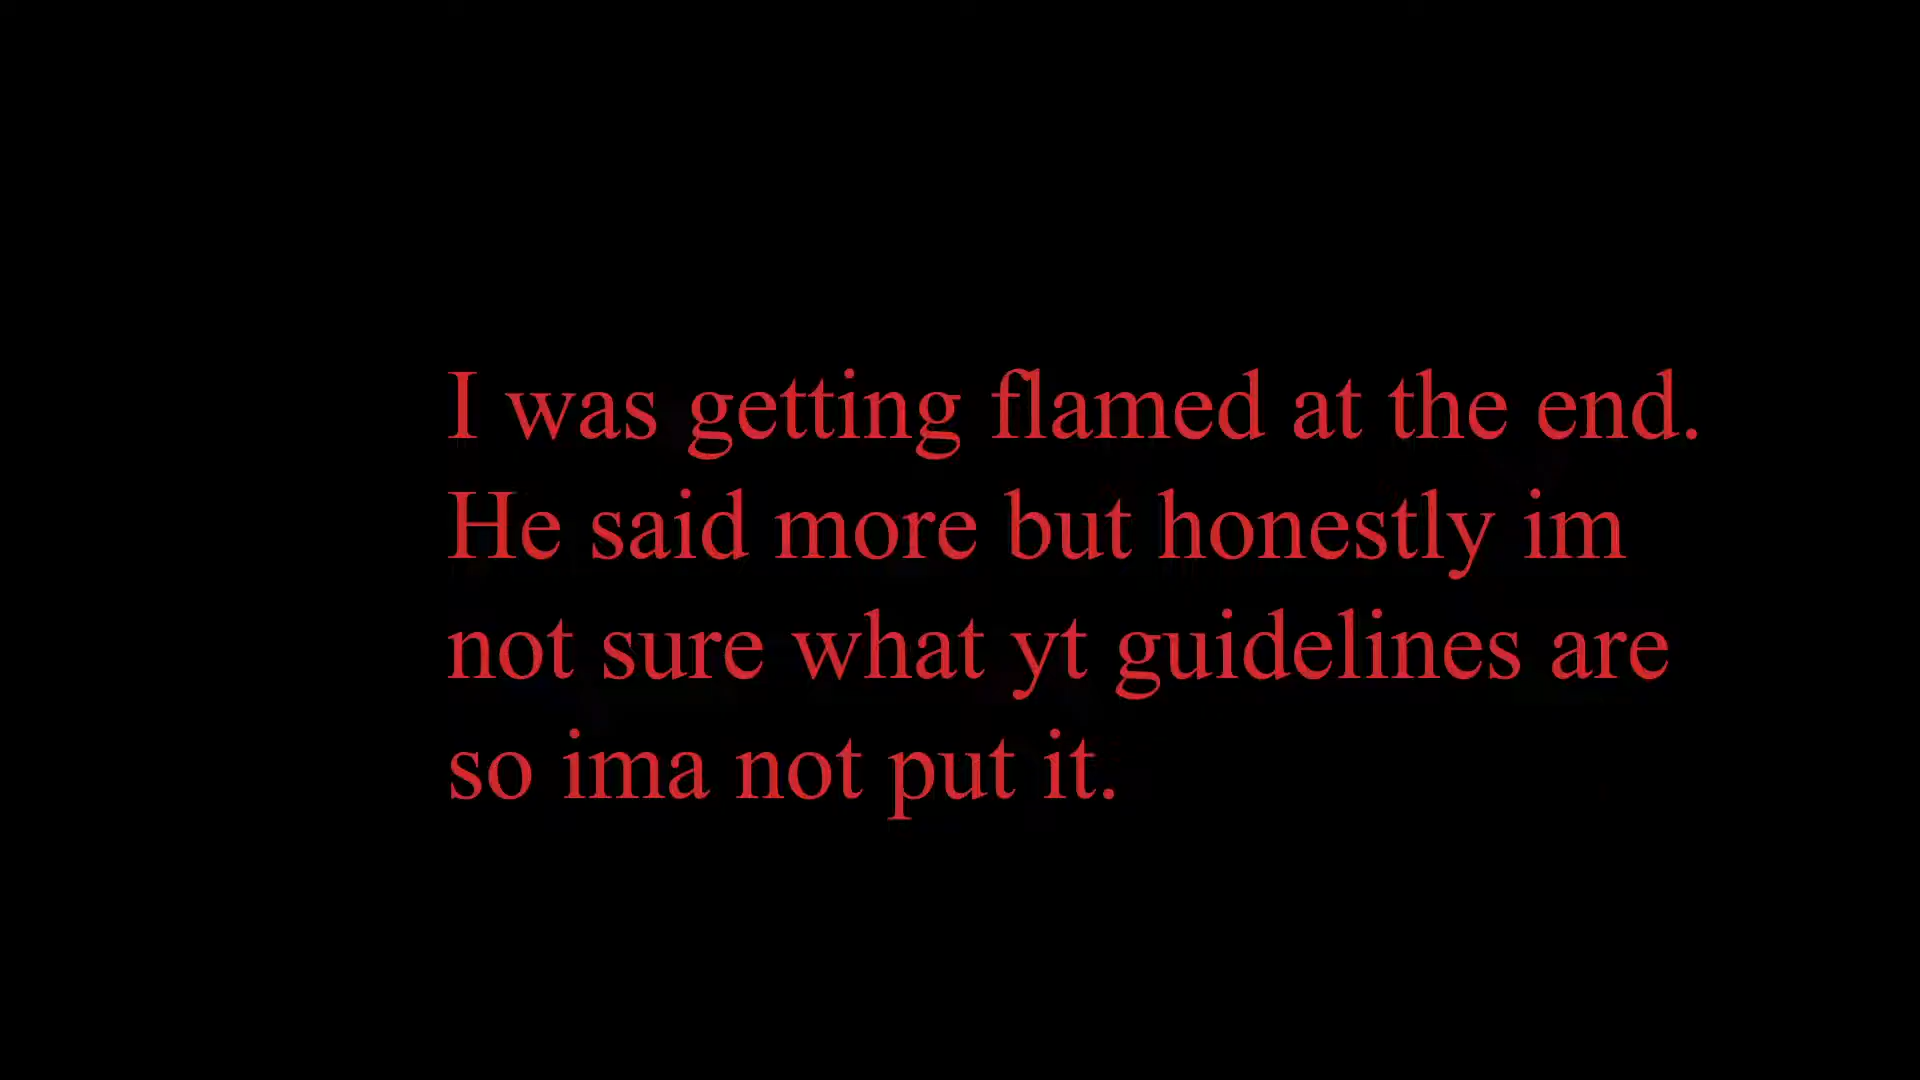 I was getting flamed at the end.
He said more but honestly im
not sure what yt guidelines are
so ima not put it.